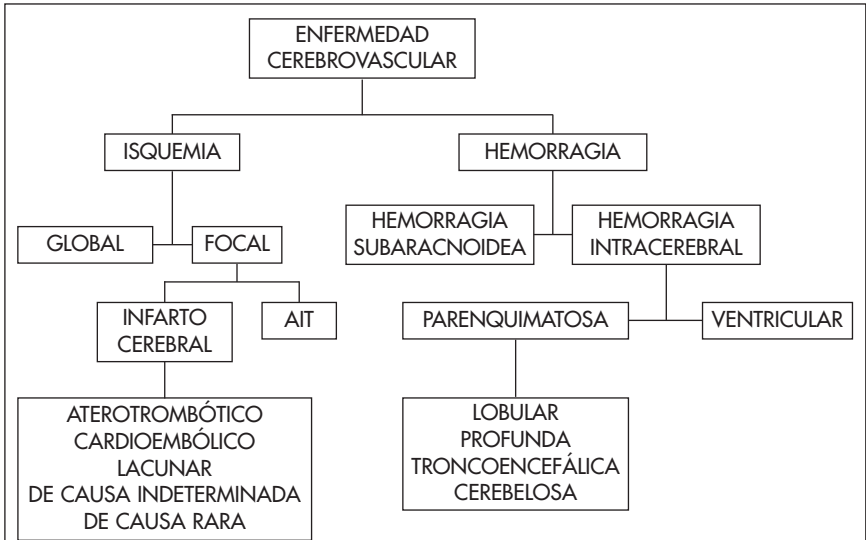 ENFERMEDAD
CEREBROVASCULAR
ISQUEMIA
HEMORRAGIA
GLOBAL
FOCAL
HEMORRAGIA
SUBARACNOIDEA
HEMORRAGIA
INTRACEREBRAL
INFARTO
CEREBRAL
AIT
PARENQUIMATOSA
VENTRICULAR
ATEROTROMBÓTICO
CARDIOEMBÓLICO
LACUNAR
DE CAUSA INDETERMINADA
DE CAUSA RARA
LOBULAR
PROFUNDA
TRONCOENCEFÁLICA
CEREBELOSA